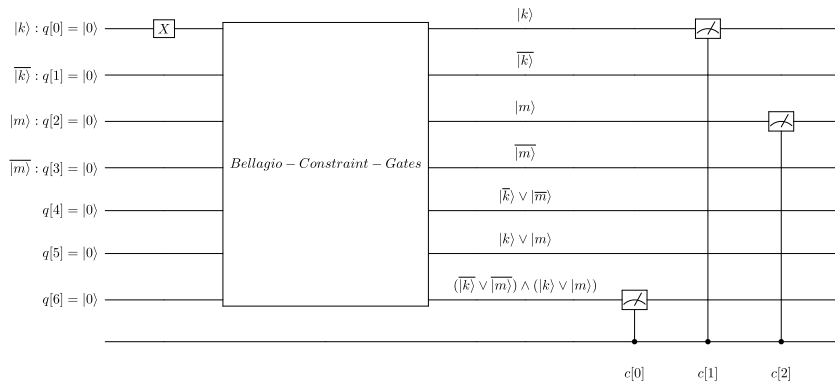 |k⟩ : q[0] = |0⟩ X |k⟩
\overline{|k⟩} : q[1] = |0⟩ \overline{|k⟩}
|m⟩ : q[2] = |0⟩ |m⟩
\overline{|m⟩} : q[3] = |0⟩ \overline{|m⟩}
Bellagio − Constraint − Gates
q[4] = |0⟩ |\overline{k}⟩ ∨ |\overline{m}⟩
q[5] = |0⟩ |k⟩ ∨ |m⟩
q[6] = |0⟩ (\overline{|k⟩} ∨ \overline{|m⟩}) ∧ (|k⟩ ∨ |m⟩)
c[0] c[1] c[2]